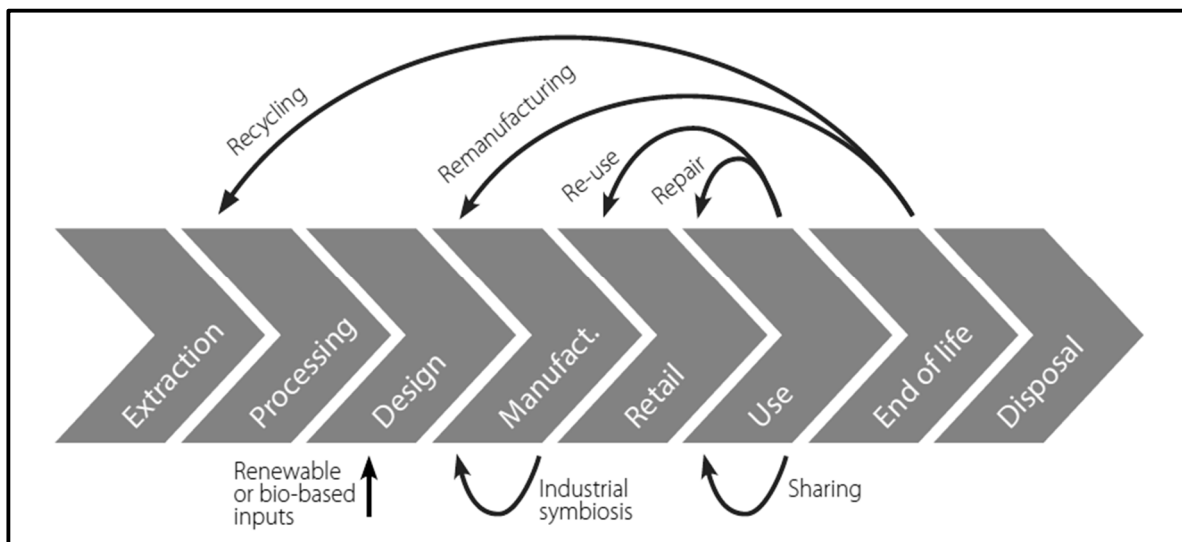 Recycling
Remanufacturing
Re-use
Repair
Extraction
Processing
Design
Manufact.
Retail
Use
End of life
Disposal
Renewable
or bio-based
inputs
Industrial
symbiosis
Sharing